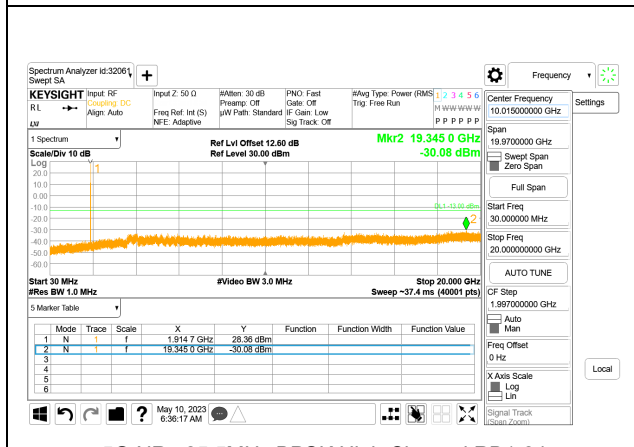 Spectrum Analyzer id:32061
Swept SA
+
Frequency
KEYSIGHT
RL
Input: RF
Coupling: DC
Align: Auto
Input Z: 50 Ω
Freq Ref: Int (S)
NFE: Adaptive
#Atten: 30 dB
Preamp: Off
µW Path: Standard
PNO: Fast
Gate: Off
IF Gain: Low
Sig Track: Off
#Avg Type: Power (RMS
Trig: Free Run
1 2 3 4 5 6
M W W W W W
P P P P P P
Settings
Center Frequency
10.015000000 GHz
Span
19.9700000 GHz
Swept Span
Zero Span
Full Span
Start Freq
30.000000 MHz
Stop Freq
20.00000000 GHz
AUTO TUNE
CF Step
1.997000000 GHz
Auto
Man
Freq Offset
0 Hz
X Axis Scale
Log
Lin
Signal Track
(Span Zoom)
Local
1 Spectrum
Scale/Div 10 dB
Log
Ref Lvl Offset 12.60 dB
Ref Level 30.00 dBm
Mkr2 19.345 0 GHz
-30.08 dBm
20.0
10.0
0.00
-10.0
-20.0
-30.0
-40.0
-50.0
-60.0
1
DL1 -13.00 dBm
2
Start 30 MHz
#Res BW 1.0 MHz
#Video BW 3.0 MHz
Stop 20.000 GHz
Sweep ~37.4 ms (40001 pts)
5 Marker Table
Mode Trace Scale X Y Function Function Width Function Value
1 N 1 f 1.914 7 GHz 28.36 dBm
2 N 1 f 19.345 0 GHz -30.08 dBm
3
4
5
6
?
May 10, 2023
6:36:17 AM